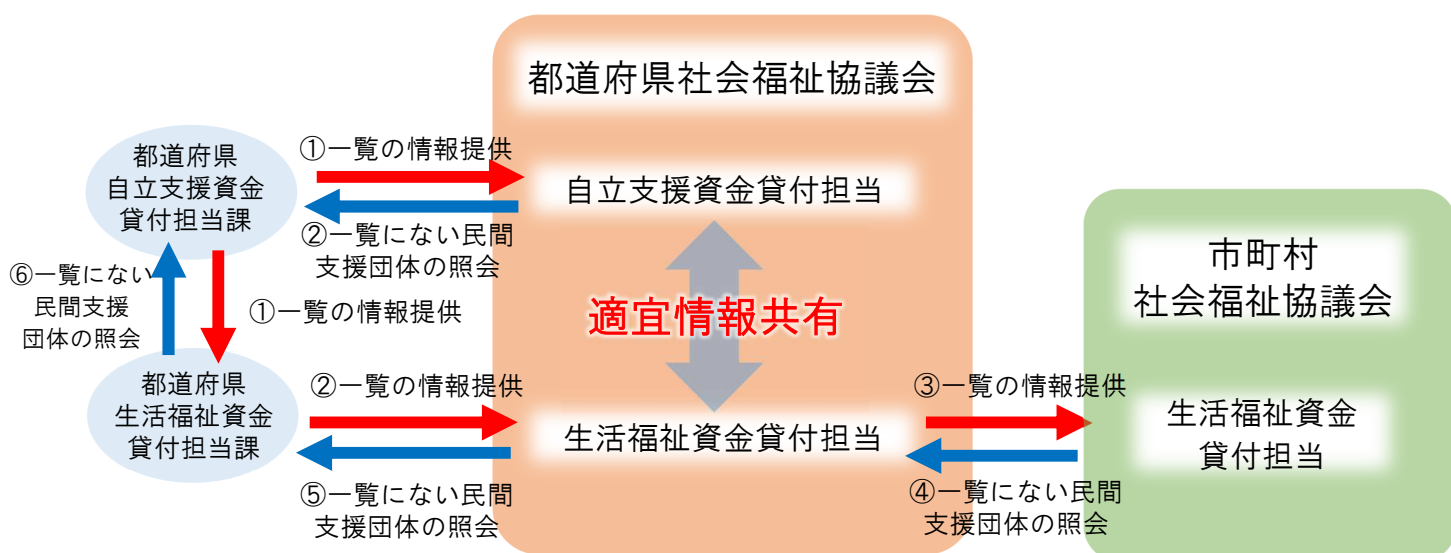 都道府県社会福祉協議会
①一覧の情報提供
都道府県
自立支援資金
貸付担当課
自立支援資金貸付担当
②一覧にない民間
支援団体の照会
⑥一覧にない
民間支援
団体の照会
①一覧の情報提供
適宜情報共有
市町村
社会福祉協議会
都道府県
生活福祉資金
貸付担当課
②一覧の情報提供
生活福祉資金貸付担当
③一覧の情報提供
生活福祉資金
貸付担当
⑤一覧にない民間
支援団体の照会
④一覧にない民間
支援団体の照会